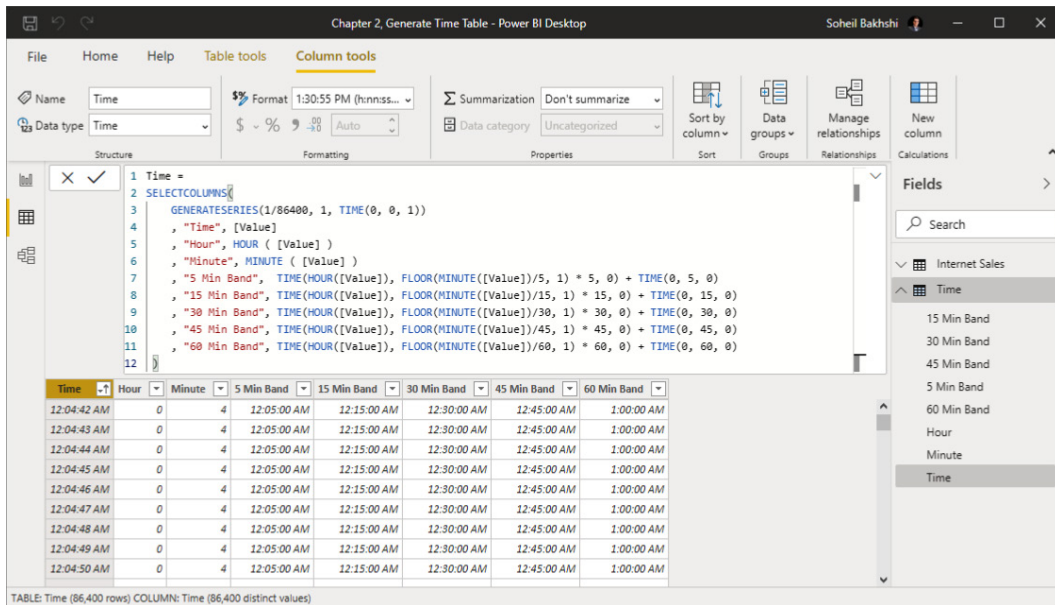 Chapter 2, Generate Time Table - Power BI Desktop
Soheil Bakhshi
File Home Help Table tools Column tools
Name Time
Data type Time
Structure
Format 1:30:55 PM (h:nn:ss...
$ % 9 .00 Auto
Formatting
Summarization Don't summarize
Data category Uncategorized
Properties
Sort by column
Sort
Data groups
Groups
Manage relationships
Relationships
New column
Calculations
1 Time =
2 SELECTCOLUMNS(
3 GENERATESERIES(1/86400, 1, TIME(0, 0, 1))
4 , "Time", [Value]
5 , "Hour", HOUR ( [Value] )
6 , "Minute", MINUTE ( [Value] )
7 , "5 Min Band", TIME(HOUR([Value]), FLOOR(MINUTE([Value])/5, 1) * 5, 0) + TIME(0, 5, 0)
8 , "15 Min Band", TIME(HOUR([Value]), FLOOR(MINUTE([Value])/15, 1) * 15, 0) + TIME(0, 15, 0)
9 , "30 Min Band", TIME(HOUR([Value]), FLOOR(MINUTE([Value])/30, 1) * 30, 0) + TIME(0, 30, 0)
10 , "45 Min Band", TIME(HOUR([Value]), FLOOR(MINUTE([Value])/45, 1) * 45, 0) + TIME(0, 45, 0)
11 , "60 Min Band", TIME(HOUR([Value]), FLOOR(MINUTE([Value])/60, 1) * 60, 0) + TIME(0, 60, 0)
12 )
Time Hour Minute 5 Min Band 15 Min Band 30 Min Band 45 Min Band 60 Min Band
12:04:42 AM 0 4 12:05:00 AM 12:15:00 AM 12:30:00 AM 12:45:00 AM 1:00:00 AM
12:04:43 AM 0 4 12:05:00 AM 12:15:00 AM 12:30:00 AM 12:45:00 AM 1:00:00 AM
12:04:44 AM 0 4 12:05:00 AM 12:15:00 AM 12:30:00 AM 12:45:00 AM 1:00:00 AM
12:04:45 AM 0 4 12:05:00 AM 12:15:00 AM 12:30:00 AM 12:45:00 AM 1:00:00 AM
12:04:46 AM 0 4 12:05:00 AM 12:15:00 AM 12:30:00 AM 12:45:00 AM 1:00:00 AM
12:04:47 AM 0 4 12:05:00 AM 12:15:00 AM 12:30:00 AM 12:45:00 AM 1:00:00 AM
12:04:48 AM 0 4 12:05:00 AM 12:15:00 AM 12:30:00 AM 12:45:00 AM 1:00:00 AM
12:04:49 AM 0 4 12:05:00 AM 12:15:00 AM 12:30:00 AM 12:45:00 AM 1:00:00 AM
12:04:50 AM 0 4 12:05:00 AM 12:15:00 AM 12:30:00 AM 12:45:00 AM 1:00:00 AM
Fields
Search
Internet Sales
Time
15 Min Band
30 Min Band
45 Min Band
5 Min Band
60 Min Band
Hour
Minute
Time
TABLE: Time (86,400 rows) COLUMN: Time (86,400 distinct values)